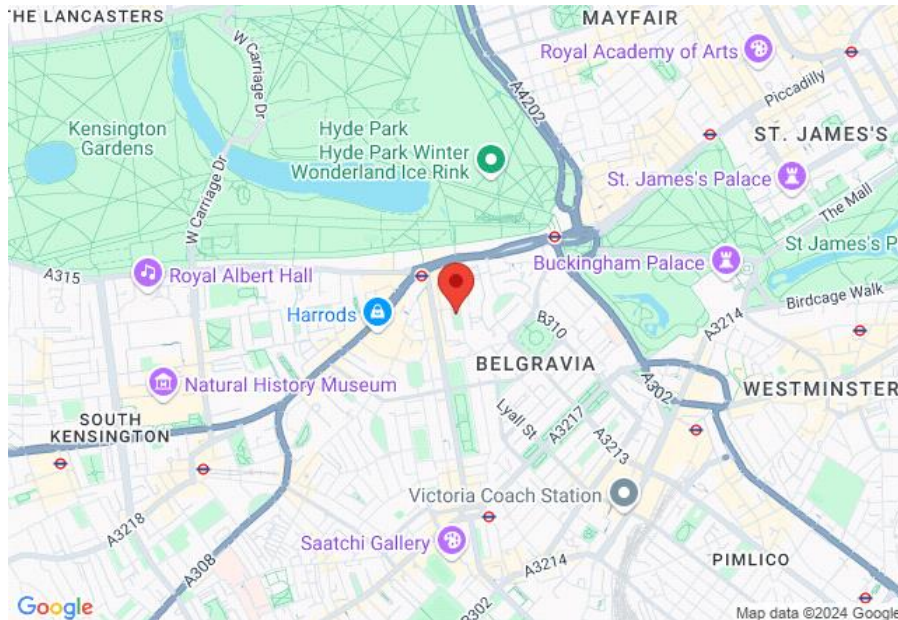 THE LANCASTERS
MAYFAIR
W Carriage Dr
Royal Academy of Arts
A4202
Piccadilly
Kensington
Gardens
Hyde Park
Hyde Park Winter
Wonderland Ice Rink
ST. JAMES'S
W Carriage Dr
St. James's Palace
The Mall
St James's P
A315
Royal Albert Hall
Buckingham Palace
Birdcage Walk
Harrods
B310
A3214
BELGRAVIA
A302
Natural History Museum
WESTMINSTER
SOUTH
KENSINGTON
Lyall St
A3217
A3213
Victoria Coach Station
A3218
Saatchi Gallery
A308
A3214
PIMLICO
B302
Google
Map data ©2024 Google